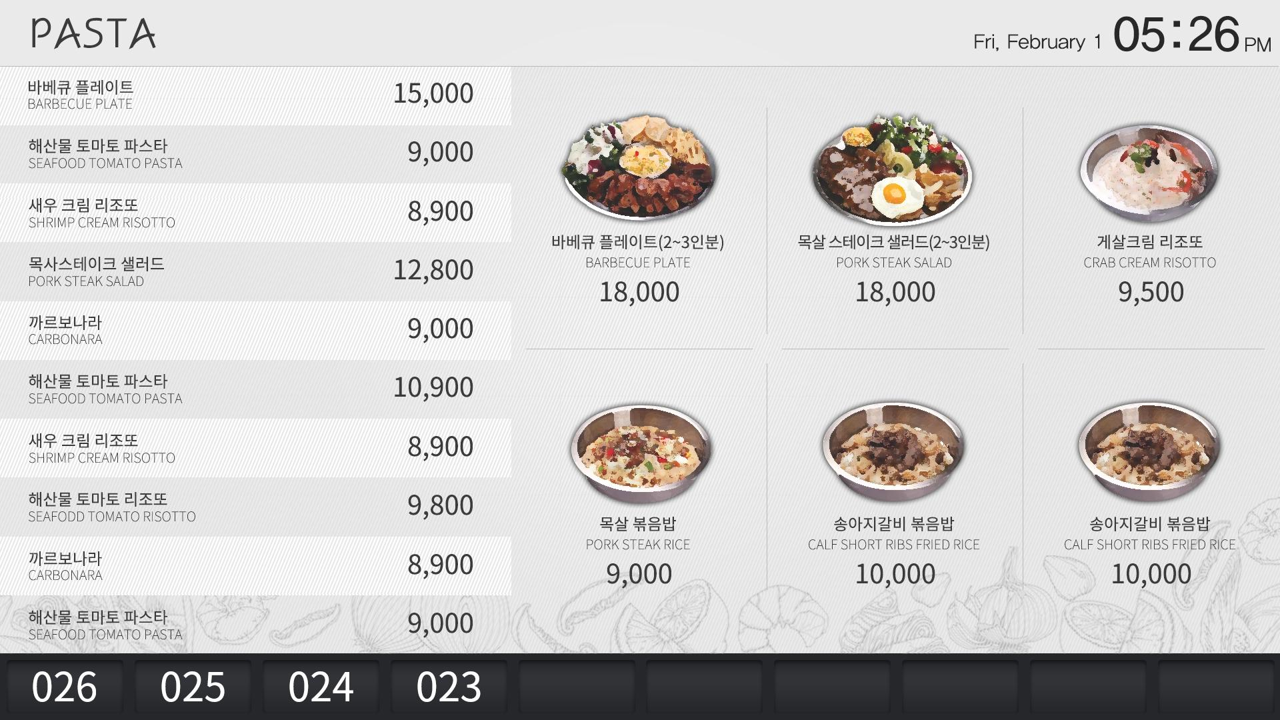 PASTA
Fri, February 1 05:26 PM
바베큐 플레이트
BARBECUE PLATE
15,000
해산물 토마토 파스타
SEAFOOD TOMATO PASTA
9,000
새우 크림 리조또
SHRIMP CREAM RISOTTO
8,900
목사스테이크 샐러드
PORK STEAK SALAD
12,800
까르보나라
CARBONARA
9,000
해산물 토마토 파스타
SEAFOOD TOMATO PASTA
10,900
새우 크림 리조또
SHRIMP CREAM RISOTTO
8,900
해산물 토마토 리조또
SEAFODD TOMATO RISOTTO
9,800
까르보나라
CARBONARA
8,900
해산물 토마토 파스타
SEAFOOD TOMATO PASTA
9,000
바베큐 플레이트(2~3인분)
BARBECUE PLATE
18,000
목살 스테이크 샐러드(2~3인분)
PORK STEAK SALAD
18,000
게살크림 리조또
CRAB CREAM RISOTTO
9,500
목살 볶음밥
PORK STEAK RICE
9,000
송아지갈비 볶음밥
CALF SHORT RIBS FRIED RICE
10,000
송아지갈비 볶음밥
CALF SHORT RIBS FRIED RICE
10,000
026 025 024 023